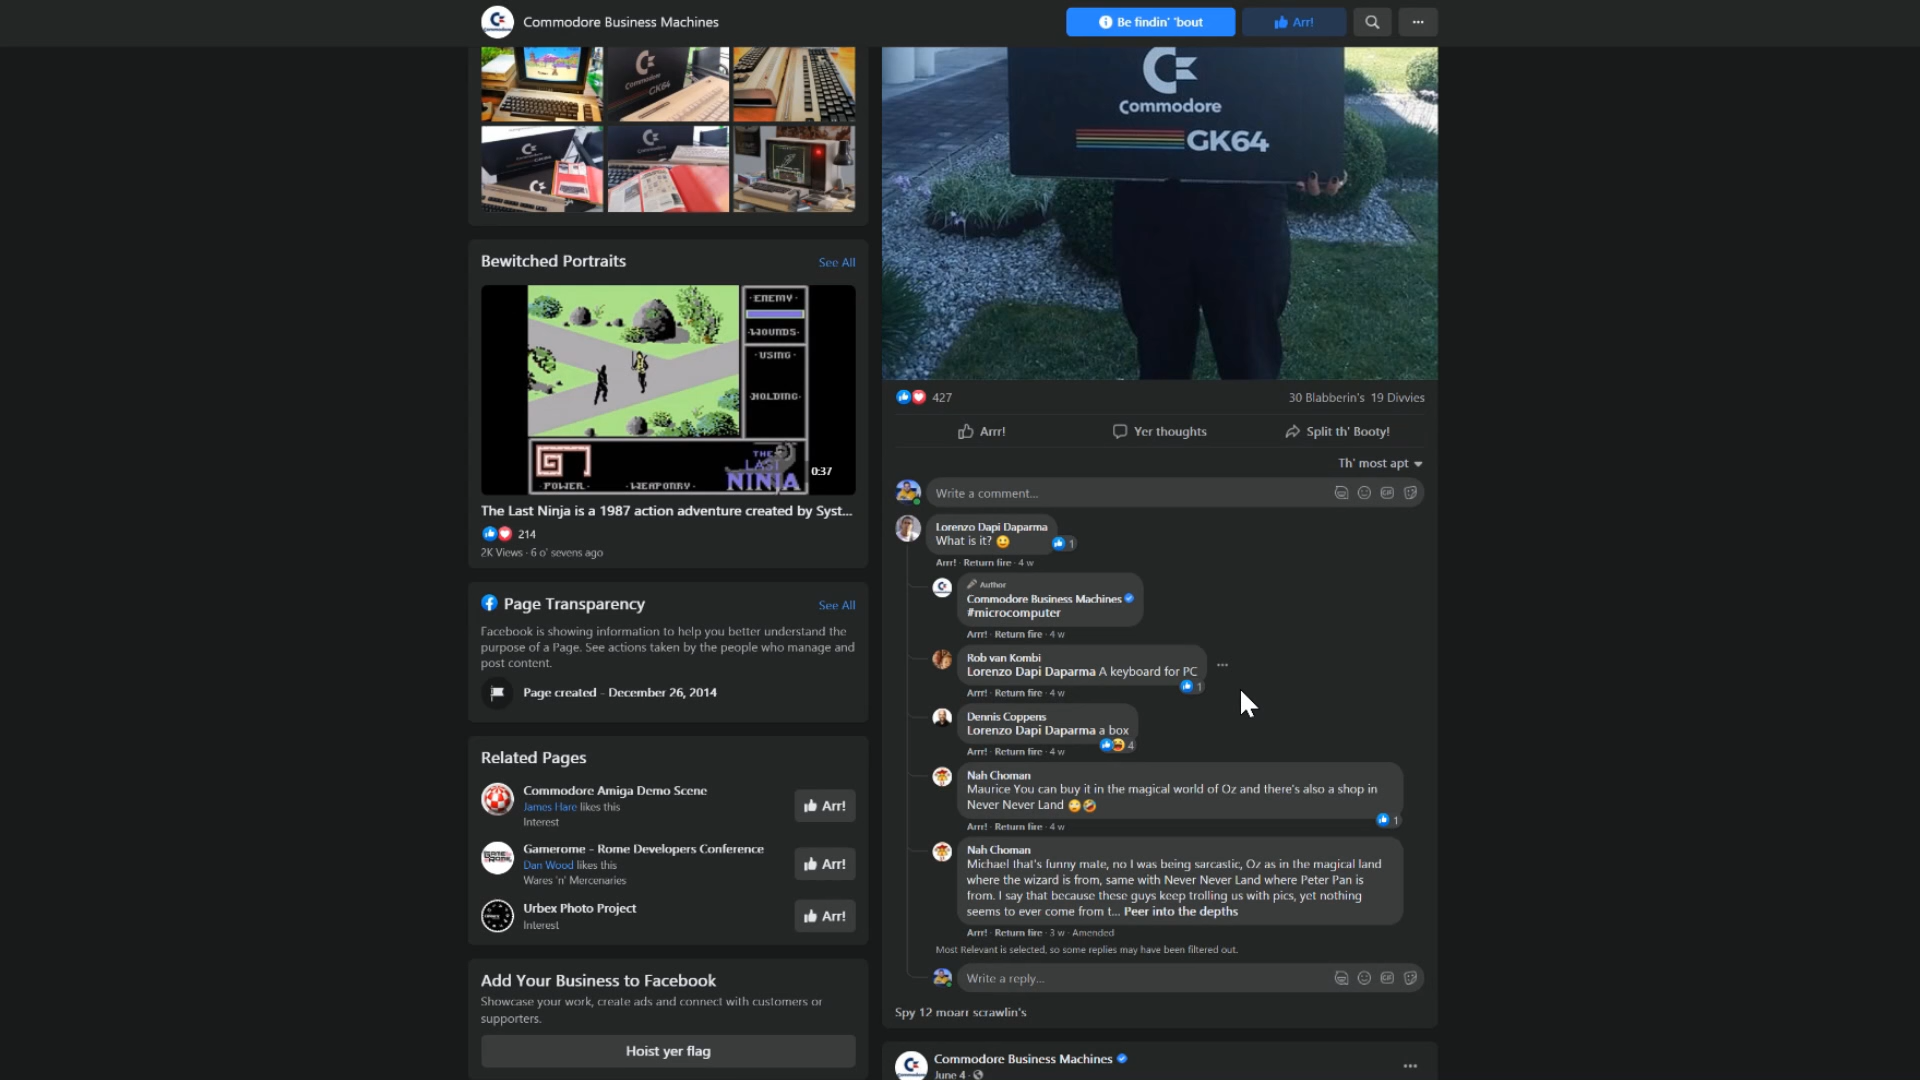 Commodore Business Machines
Be findin' 'bout
Arr!
GK64
Bewitched Portraits
See All
ENEMY
WOUNDS
USING
HOLDING
POWER
WEAPONRY
THE
LAST
NINJA
0:37
The Last Ninja is a 1987 action adventure created by Syst...
214
2K Views · 6 o' sevens ago
Page Transparency
See All
Facebook is showing information to help you better understand the
purpose of a Page. See actions taken by the people who manage and
post content.
Page created - December 26, 2014
Related Pages
Commodore Amiga Demo Scene
James Hare likes this
Interest
Arr!
Gamerome - Rome Developers Conference
Dan Wood likes this
Wares 'n' Mercenaries
Arr!
Urbex Photo Project
Interest
Arr!
Add Your Business to Facebook
Showcase your work, create ads and connect with customers or
supporters.
Hoist yer flag
Commodore
GK64
427
30 Blabberin's 19 Divvies
Arrr!
Yer thoughts
Split th' Booty!
Th' most apt
Write a comment...
Lorenzo Dapi Daparma
What is it?
1
Arrr! · Return fire · 4 w
Author
Commodore Business Machines
#microcomputer
Arrr! · Return fire · 4 w
Rob van Kombi
Lorenzo Dapi Daparma A keyboard for PC
1
Arrr! · Return fire · 4 w
Dennis Coppens
Lorenzo Dapi Daparma a box
4
Arrr! · Return fire · 4 w
Nah Choman
Maurice You can buy it in the magical world of Oz and there's also a shop in
Never Never Land 🙄🤣
1
Arrr! · Return fire · 4 w
Nah Choman
Michael that's funny mate, no I was being sarcastic, Oz as in the magical land
where the wizard is from, same with Never Never Land where Peter Pan is
from. I say that because these guys keep trolling us with pics, yet nothing
seems to ever come from t... Peer into the depths
Arrr! · Return fire · 3 w · Amended
Most Relevant is selected, so some replies may have been filtered out.
Write a reply...
Spy 12 moarr scrawlin's
Commodore Business Machines
June 4